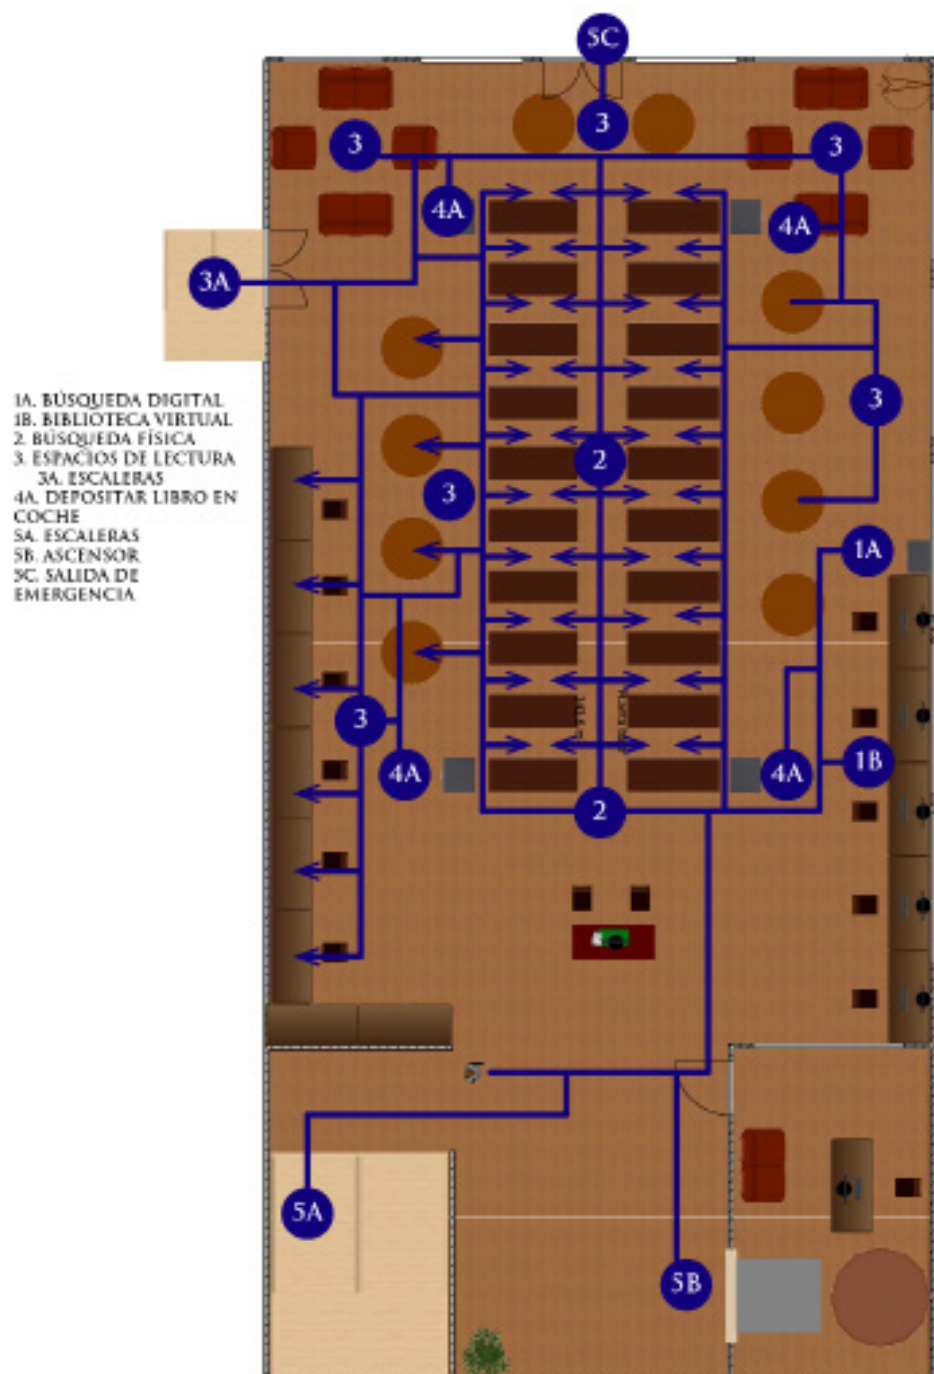 5C
3
3
3
4A
4A
3A
1A. BÚSQUEDA DIGITAL
1B. BIBLIOTECA VIRTUAL
2. BÚSQUEDA FÍSICA
3. ESPACIOS DE LECTURA
3A. ESCALERAS
4A. DEPOSITAR LIBRO EN
COCHE
5A. ESCALERAS
5B. ASCENSOR
5C. SALIDA DE
EMERGENCIA
3
2
3
1A
3
4A
4A
1B
2
5A
5B